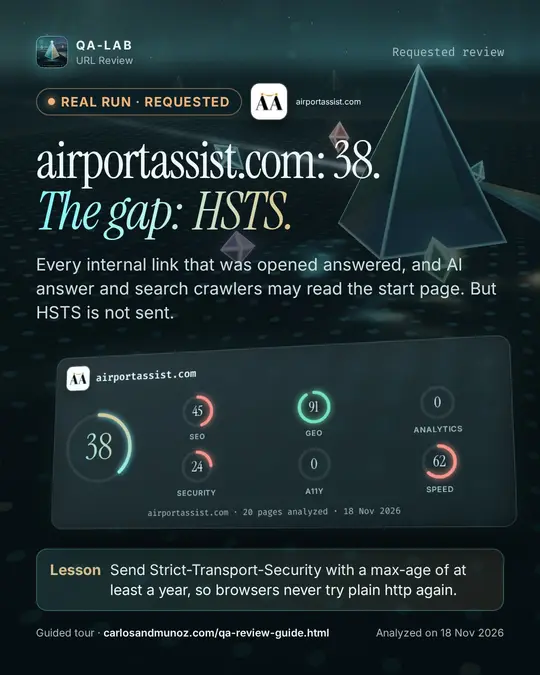 QA-LAB
URL Review
Requested review
REAL RUN · REQUESTED
AA
airportassist.com
airportassist.com: 38.
The gap: HSTS.
Every internal link that was opened answered, and AI
answer and search crawlers may read the start page. But
HSTS is not sent.
AA
airportassist.com
38
45
SEO
91
GEO
0
ANALYTICS
24
SECURITY
0
A11Y
62
SPEED
airportassist.com · 20 pages analyzed · 18 Nov 2026
Lesson
Send Strict-Transport-Security with a max-age of at
least a year, so browsers never try plain http again.
Guided tour · carlosandmunoz.com/qa-review-guide.html
Analyzed on 18 Nov 2026